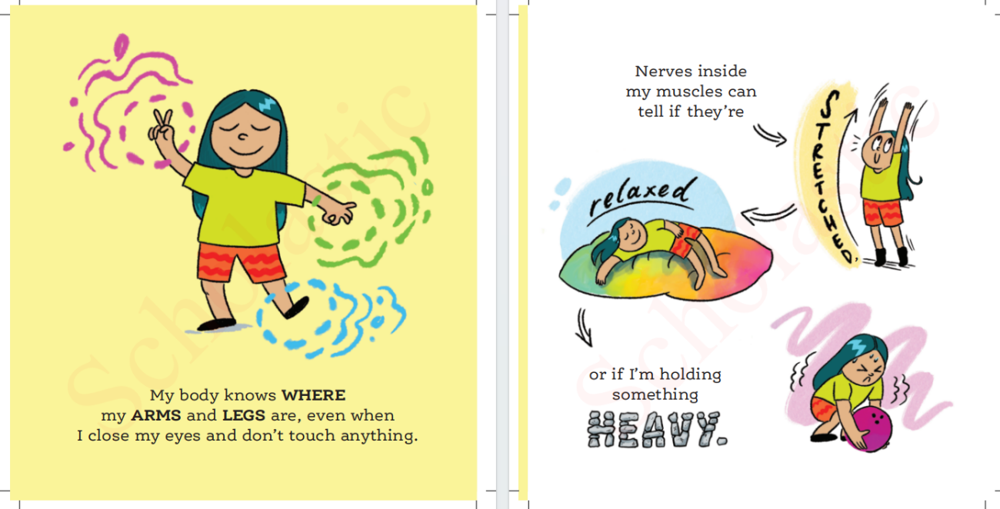 My body knows WHERE
my ARMS and LEGS are, even when
I close my eyes and don't touch anything.
Nerves inside
my muscles can
tell if they're
STRETCHED,
relaxed
or if I'm holding
something
HEAVY.
Scholastic
Scholastic